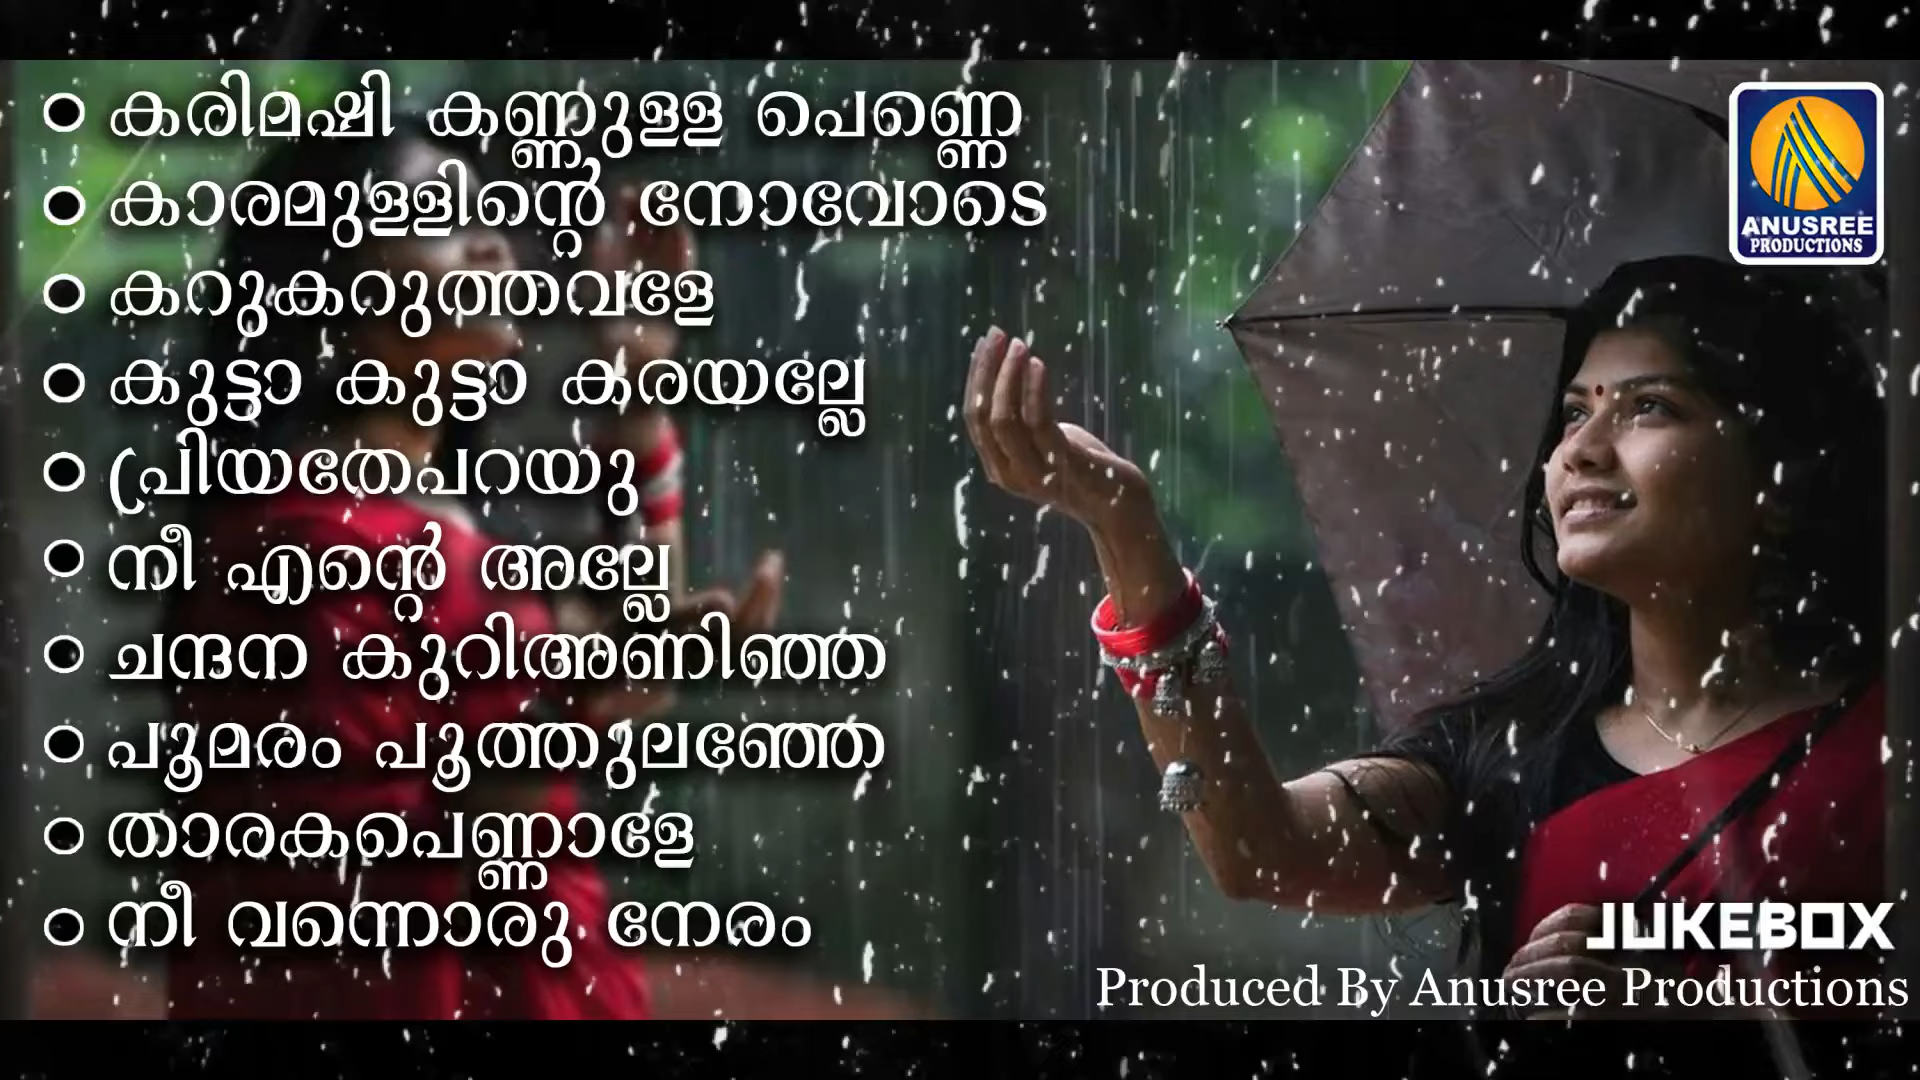 കരിമഷി കണ്ണുള്ള പെണ്ണെ
കാരമുള്ളിന്റെ നോവോടെ
കറുകറുത്തവളേ
കുട്ടാ കുട്ടാ കരയല്ലേ
പ്രിയതേപറയു
നീ എന്റെ അല്ലേ
ചന്ദന കുറിഅണിഞ്ഞ
പൂമരം പൂത്തുലഞ്ഞേ
താരകപെണ്ണാളേ
നീ വന്നൊരു നേരം
ANUSREE
PRODUCTIONS
JUKEBOX
Produced By Anusree Productions